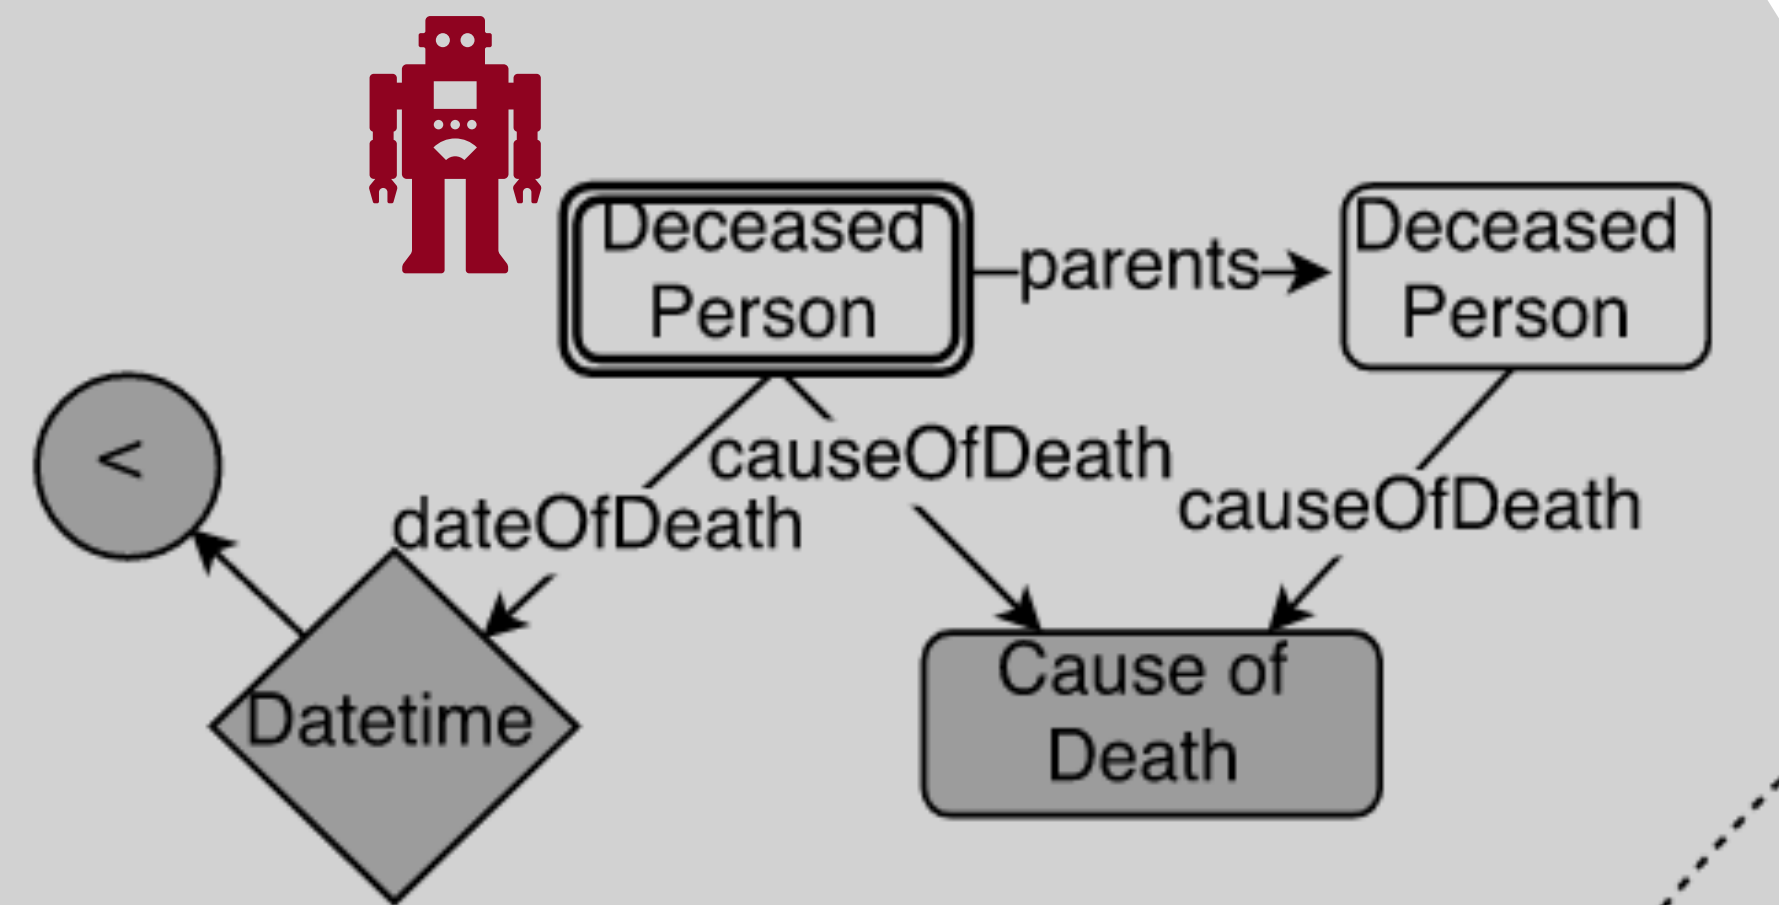 Deceased
Person
parents
Deceased
Person
<
causeOfDeath
causeOfDeath
dateOfDeath
Datetime
Cause of
Death